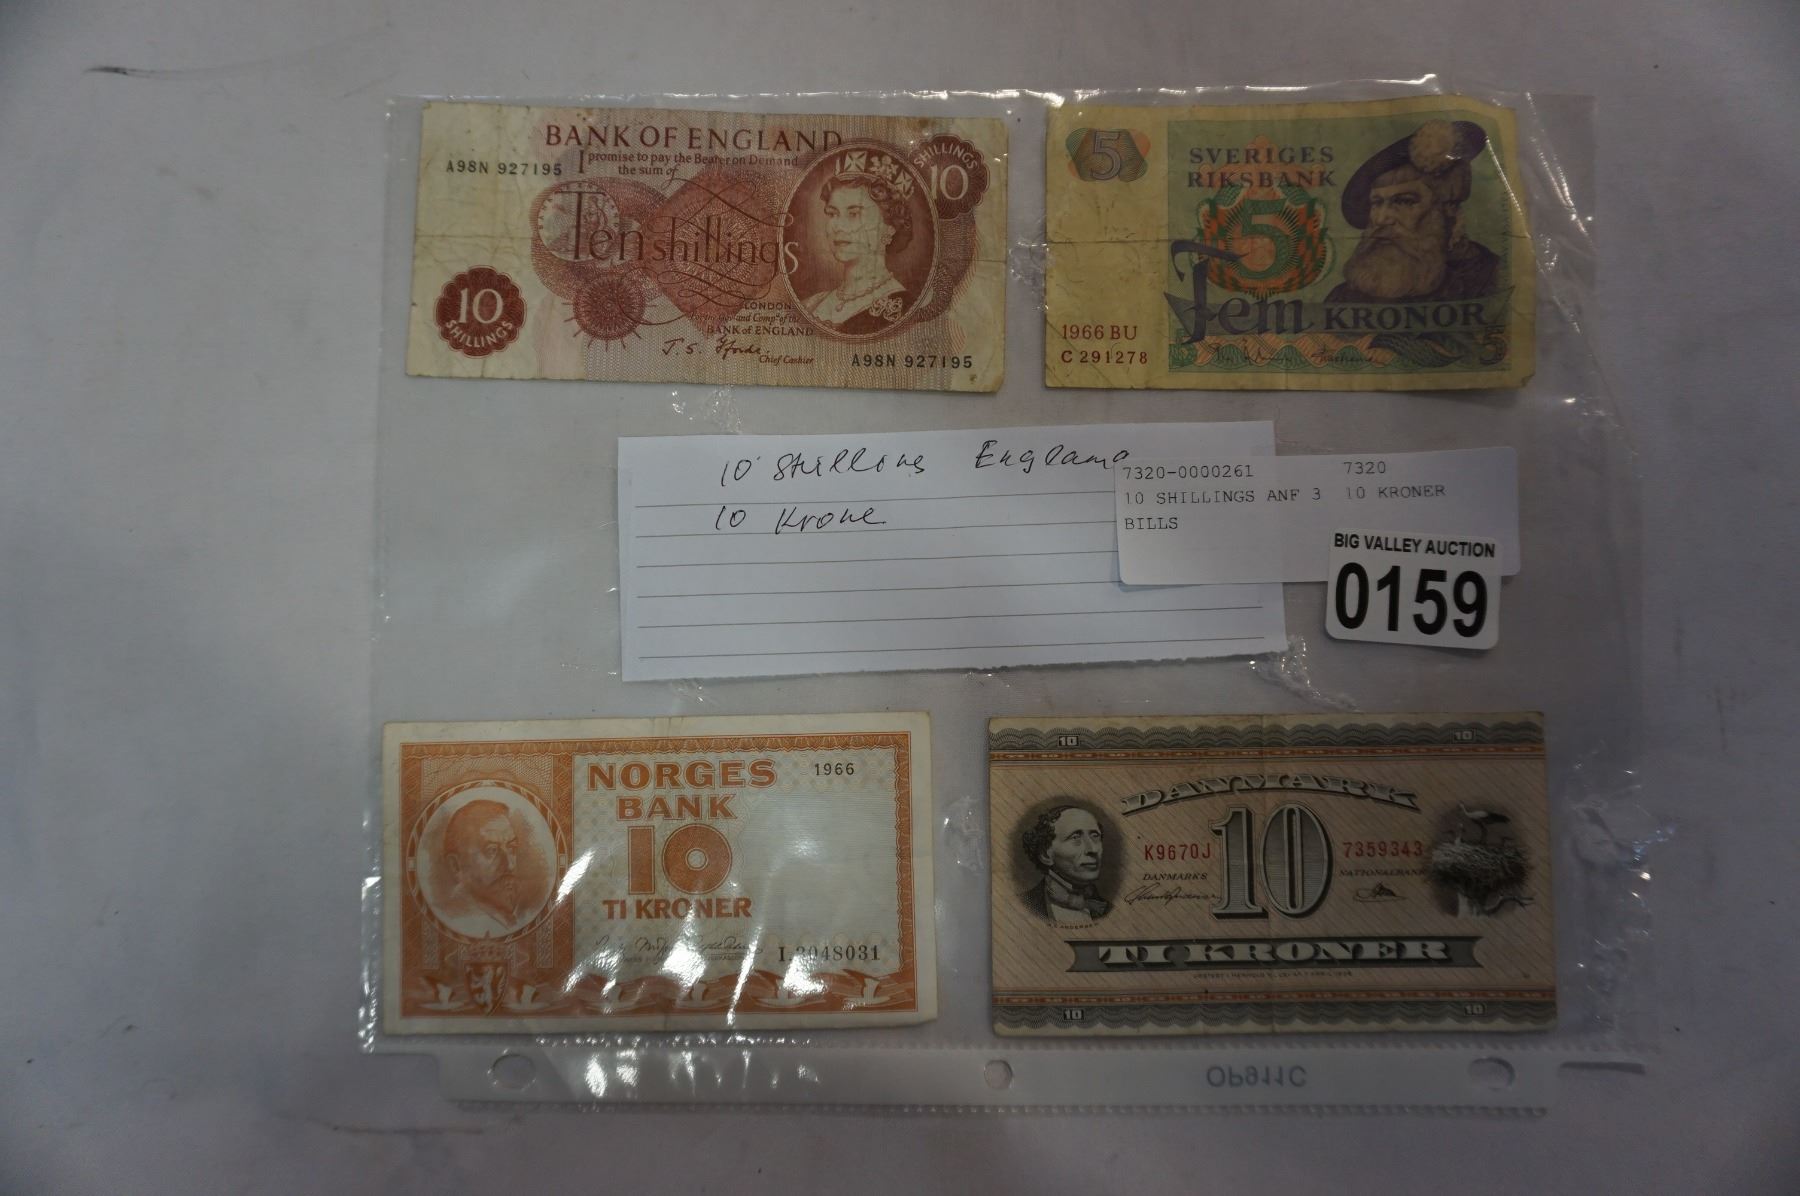 BANK OF ENGLAND
A98N 927195
I promise to pay the Bearer on Demand
the sum of
SHILLINGS
10
Ten shillings
10
SHILLINGS
LONDON
BANK of ENGLAND
Chief Cashier
A98N 927195
5
SVERIGES
RIKSBANK
5
Fem KRONOR
1966 BU
C 291278
5
10 Shillings England
10 Krone
7320-0000261 7320
10 SHILLINGS ANF 3 10 KRONER
BILLS
BIG VALLEY AUCTION
0159
NORGES 1966
BANK
10
TI KRONER
10 10
DANMARK
10
K9670J 7359343
DANMARKS NATIONALBANK
TI KRONER
10 10
OP911C